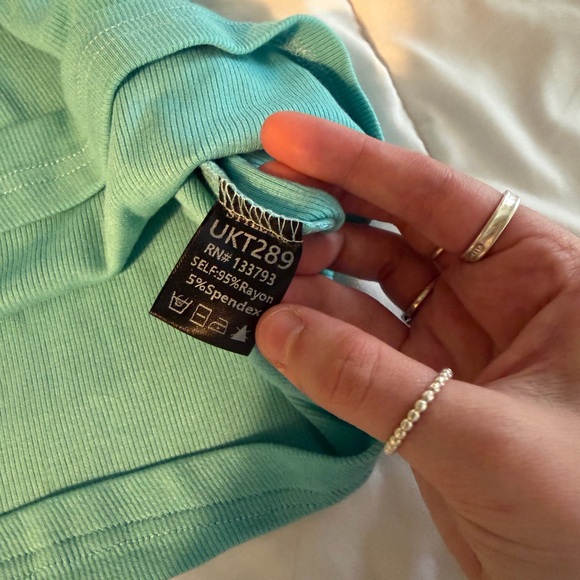 UKT289
RN# 133793
SELF:95%Rayon
5%Spendex